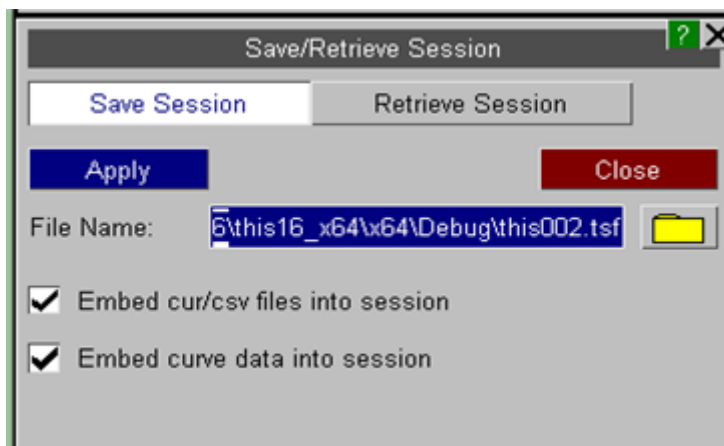 Save/Retrieve Session ? X
Save Session Retrieve Session
Apply Close
File Name: 6\this16_x64\x64\Debug\this002.tsf
Embed cur/csv files into session
Embed curve data into session